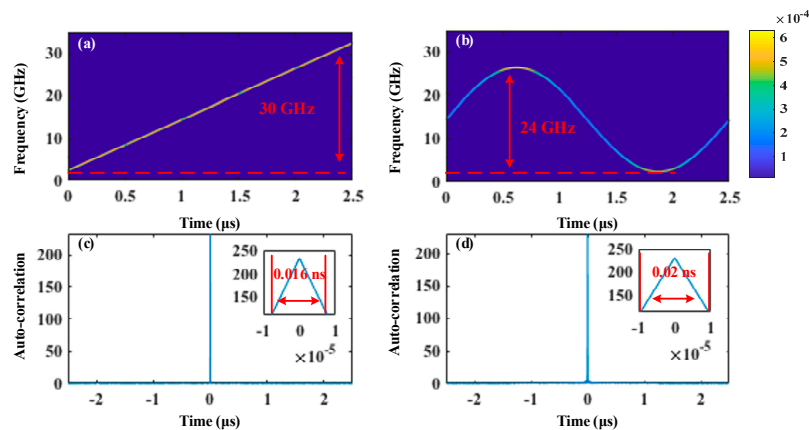 ×10⁻⁴
(a)
30
20
10
0
Frequency (GHz)
30 GHz
0 0.5 1 1.5 2 2.5
Time (μs)
(b)
30
20
10
0
Frequency (GHz)
24 GHz
0 0.5 1 1.5 2 2.5
Time (μs)
6
5
4
3
2
1
(c)
200
150
100
50
0
Auto-corrdation
250
200
150
0.016 ns
-1 0 1
×10⁻⁵
-2 -1 0 1 2
Time (μs)
(d)
200
150
100
50
0
Auto-corrdation
250
200
150
0.02 ns
-1 0 1
×10⁻⁵
-2 -1 0 1 2
Time (μs)